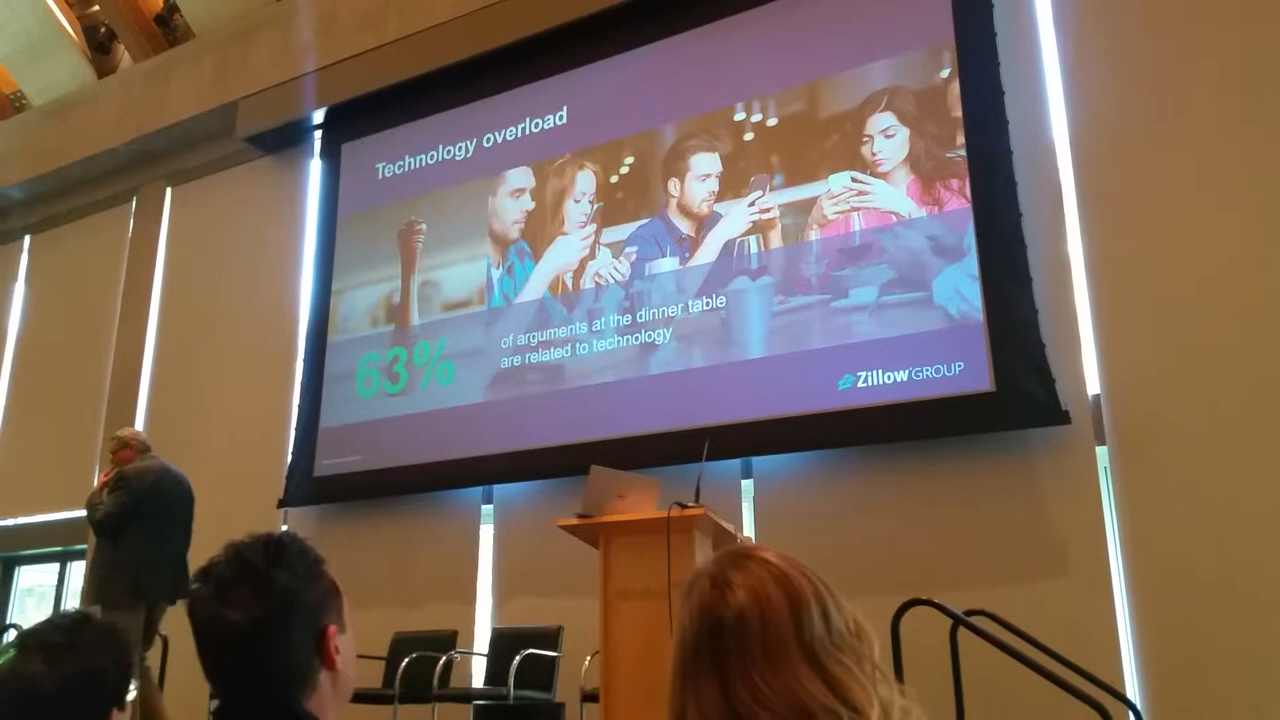 Technology overload
63%
of arguments at the dinner table
are related to technology
Zillow GROUP